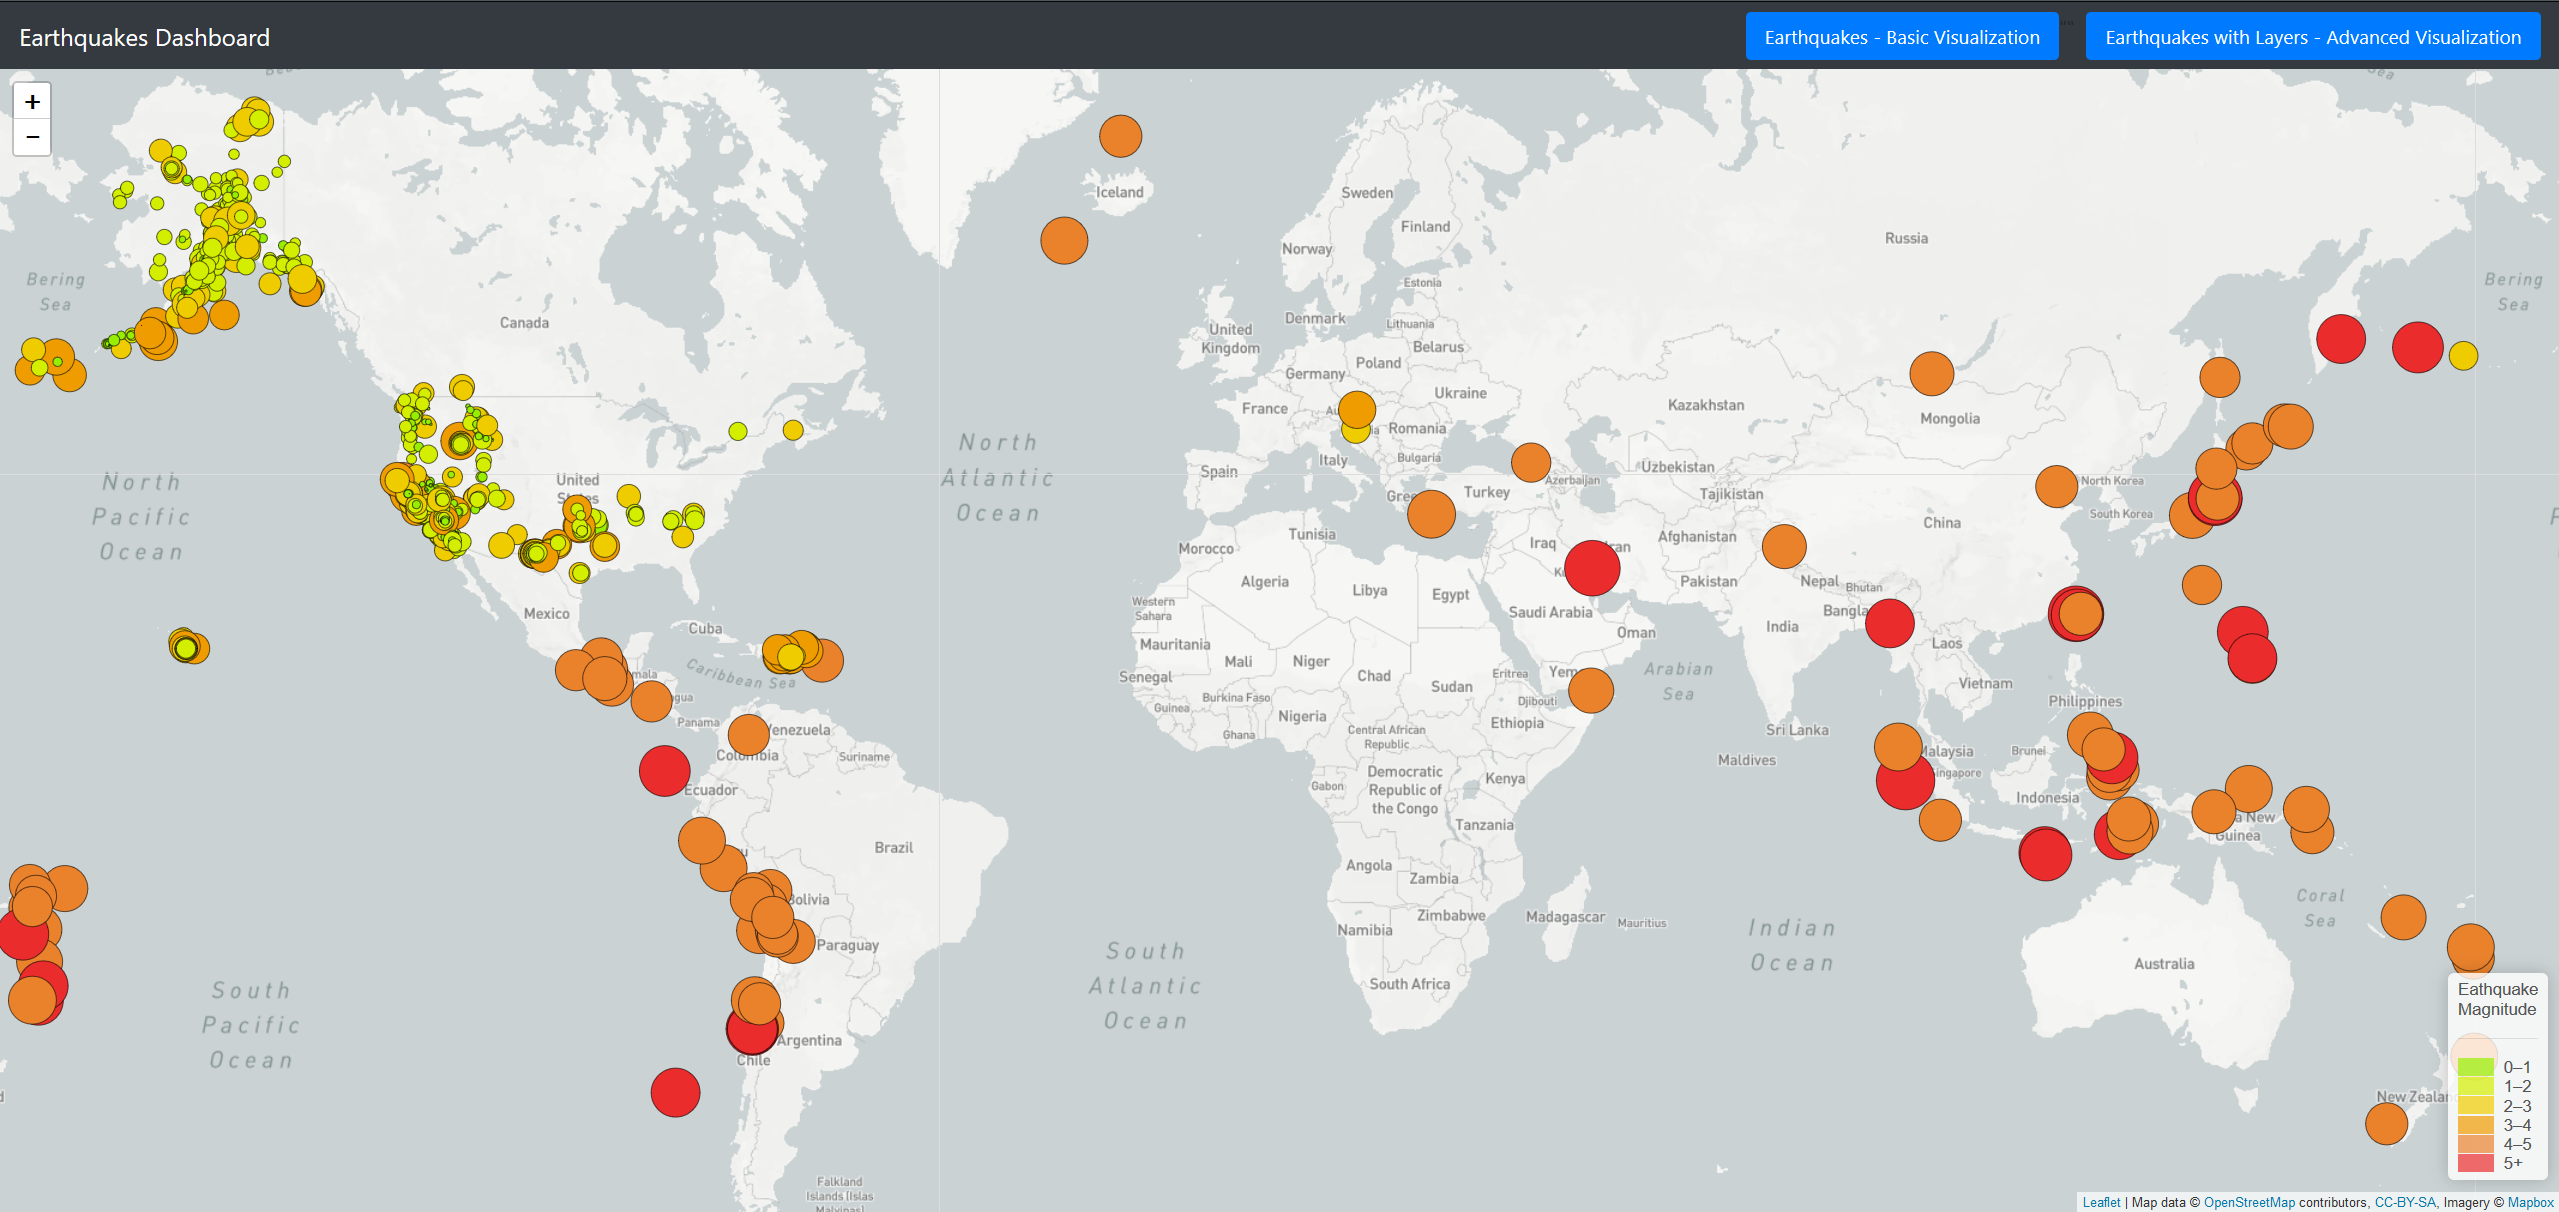 Earthquakes Dashboard
Earthquakes - Basic Visualization
Earthquakes with Layers - Advanced Visualization
+
−
Sea
Iceland
Sweden
Finland
Norway
Russia
Bering
Sea
Bering
Sea
Estonia
Canada
United
Kingdom
Denmark
Lithuania
Belarus
Poland
Germany
Ukraine
France
Kazakhstan
Mongolia
Romania
North
Atlantic
Ocean
Italy
Bulgaria
Spain
Uzbekistan
Azerbaijan
North Korea
North
Pacific
Ocean
United
States
Turkey
Tajikistan
South Korea
China
Tunisia
Morocco
Iraq
Afghanistan
Algeria
Libya
Egypt
Pakistan
Nepal
Bhutan
Western
Sahara
Mexico
Cuba
Saudi Arabia
India
Oman
Mauritania
Laos
Mali
Niger
Chad
Caribbean Sea
Senegal
Eritrea
Arabian
Sea
Sudan
Vietnam
Burkina Faso
Guinea
Djibouti
Philippines
Panama
Nigeria
Ethiopia
Ghana
Central African
Republic
Sri Lanka
Colombia
Suriname
Maldives
Brunei
Democratic
Republic of
the Congo
Kenya
Gabon
Ecuador
Indonesia
Tanzania
Guinea
Brazil
Angola
Zambia
Coral
Sea
Zimbabwe
Madagascar
Mauritius
Namibia
Indian
Ocean
Paraguay
South
Atlantic
Ocean
Australia
South Africa
South
Pacific
Ocean
Argentina
Chile
Falkland
Islands (Islas
Malvinas)
Eathquake
Magnitude
0–1
1–2
2–3
3–4
4–5
5+
Leaflet | Map data © OpenStreetMap contributors, CC-BY-SA, Imagery © Mapbox